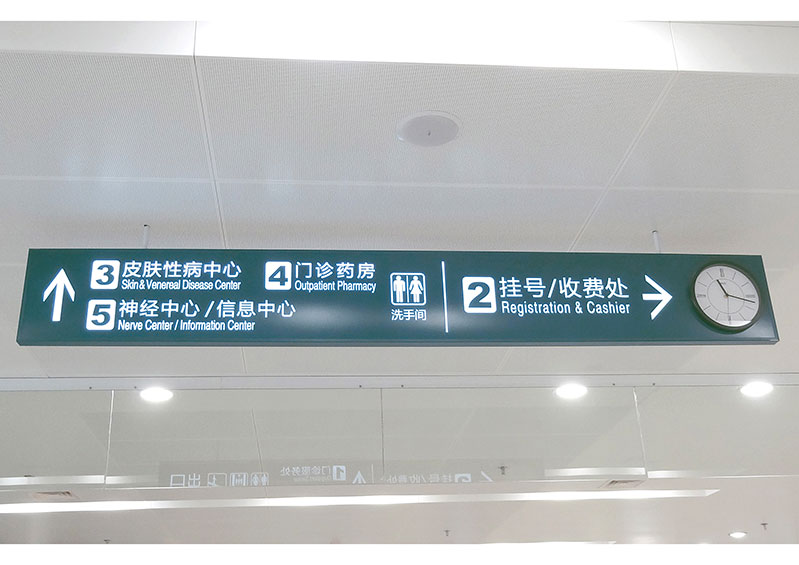 3 皮肤性病中心
Skin & Venereal Disease Center
4 门诊药房
Outpatient Pharmacy
5 神经中心 / 信息中心
Nerve Center / Information Center
洗手间
2 挂号/收费处
Registration & Cashier